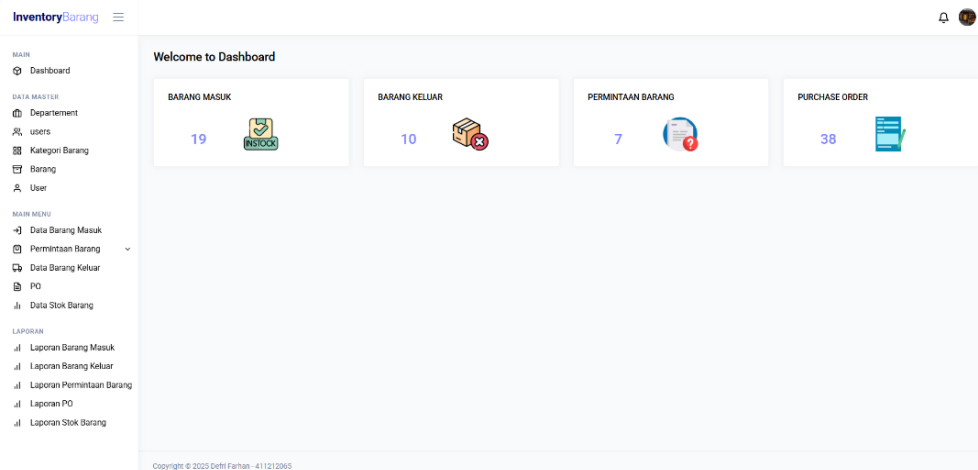 InventoryBarang
MAIN
Dashboard
DATA MASTER
Departement
users
Kategori Barang
Barang
User
MAIN MENU
Data Barang Masuk
Permintaan Barang
Data Barang Keluar
PO
Data Stok Barang
LAPORAN
Laporan Barang Masuk
Laporan Barang Keluar
Laporan Permintaan Barang
Laporan PO
Laporan Stok Barang
Welcome to Dashboard
BARANG MASUK
19
INSTOCK
BARANG KELUAR
10
PERMINTAAN BARANG
7
?
PURCHASE ORDER
38
Copyright © 2025 Defri Farhan - 411212065